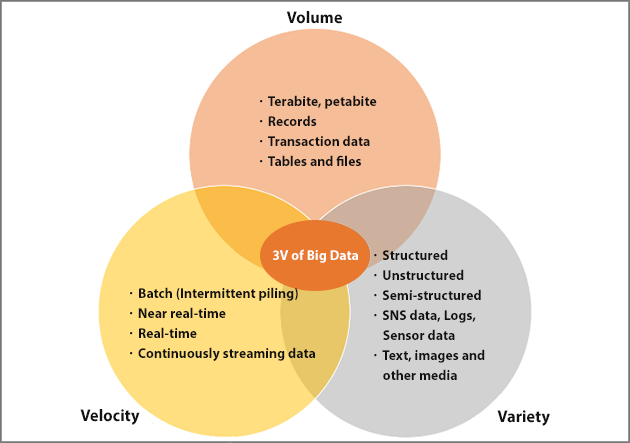 Volume
· Terabite, petabite
· Records
· Transaction data
· Tables and files
3V of Big Data
· Batch (Intermittent piling)
· Near real-time
· Real-time
· Continuously streaming data
· Structured
· Unstructured
· Semi-structured
· SNS data, Logs,
Sensor data
· Text, images and
other media
Velocity
Variety